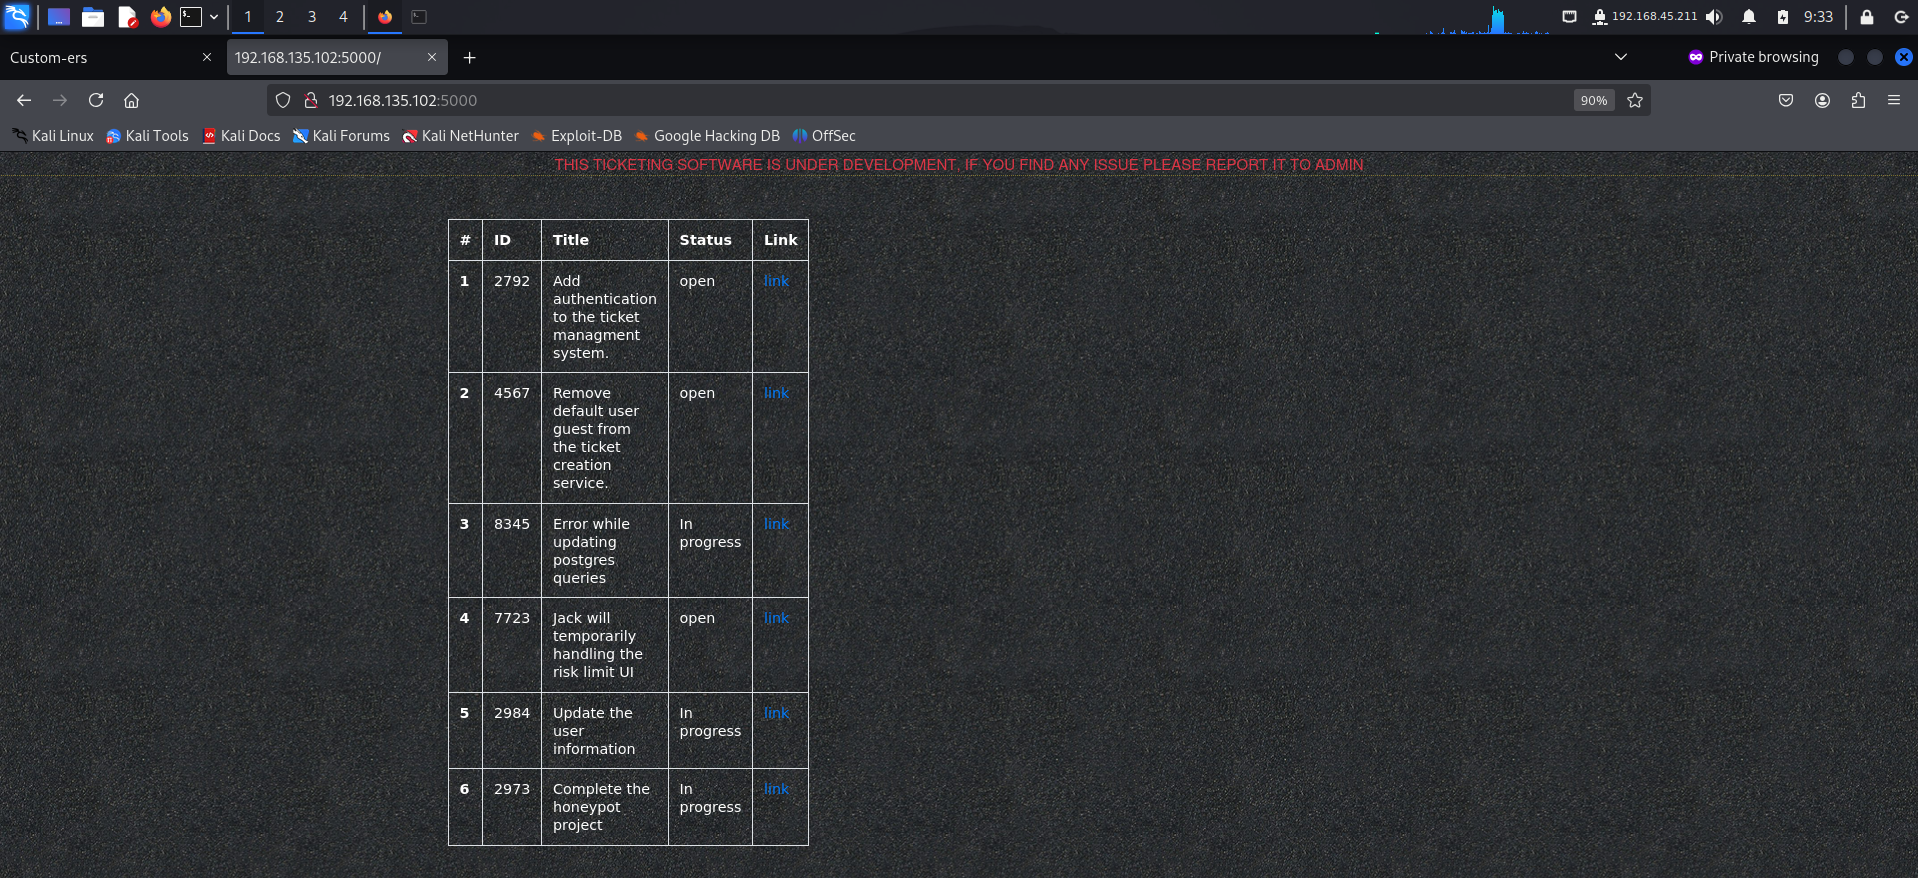 1 2 3 4 192.168.45.211 9:33
Custom-ers 192.168.135.102:5000/ Private browsing
192.168.135.102:5000 90%
Kali Linux Kali Tools Kali Docs Kali Forums Kali NetHunter Exploit-DB Google Hacking DB OffSec
THIS TICKETING SOFTWARE IS UNDER DEVELOPMENT, IF YOU FIND ANY ISSUE PLEASE REPORT IT TO ADMIN
# ID Title Status Link
1 2792 Add open link
authentication
to the ticket
managment
system.
2 4567 Remove open link
default user
guest from
the ticket
creation
service.
3 8345 Error while In link
updating progress
postgres
queries
4 7723 Jack will open link
temporarily
handling the
risk limit UI
5 2984 Update the In link
user progress
information
6 2973 Complete the In link
honeypot progress
project